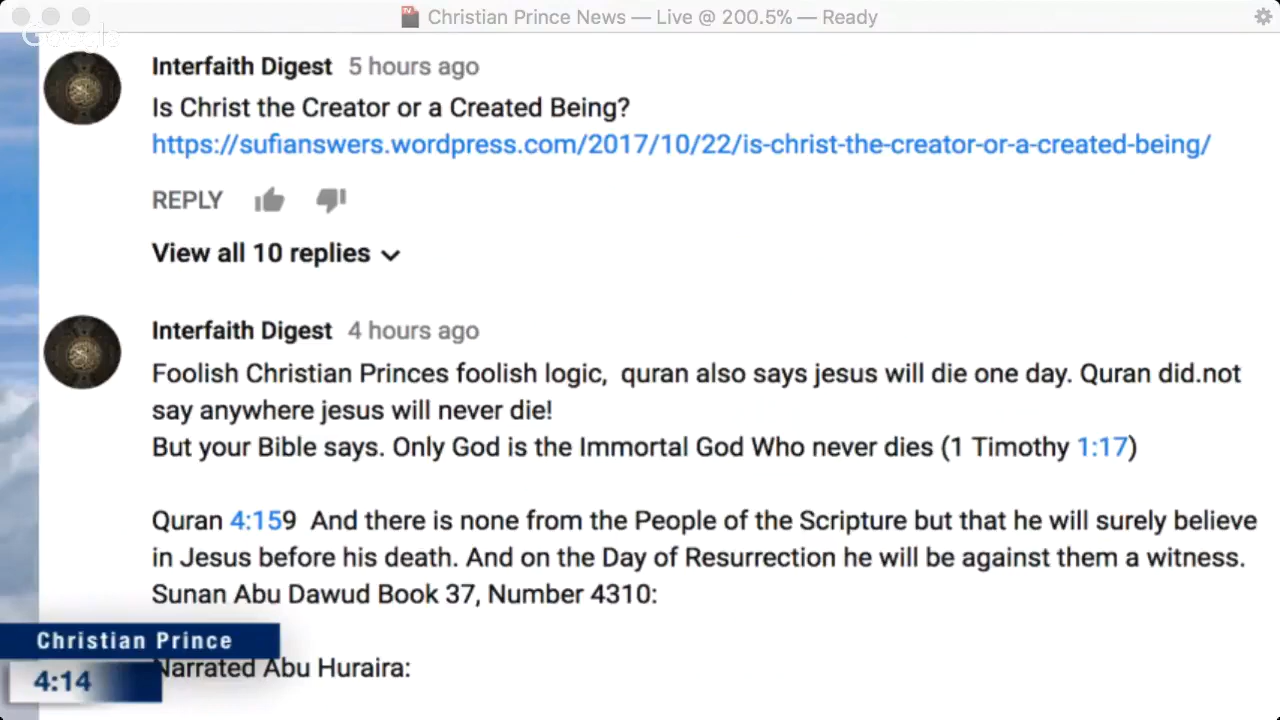 Christian Prince News — Live @ 200.5% — Ready
Google
Interfaith Digest 5 hours ago
Is Christ the Creator or a Created Being?
https://sufianswers.wordpress.com/2017/10/22/is-christ-the-creator-or-a-created-being/
REPLY
View all 10 replies
Interfaith Digest 4 hours ago
Foolish Christian Princes foolish logic,  quran also says jesus will die one day. Quran did.not
say anywhere jesus will never die!
But your Bible says. Only God is the Immortal God Who never dies (1 Timothy 1:17)
Quran 4:159  And there is none from the People of the Scripture but that he will surely believe
in Jesus before his death. And on the Day of Resurrection he will be against them a witness.
Sunan Abu Dawud Book 37, Number 4310:
Christian Prince
Narrated Abu Huraira:
4:14